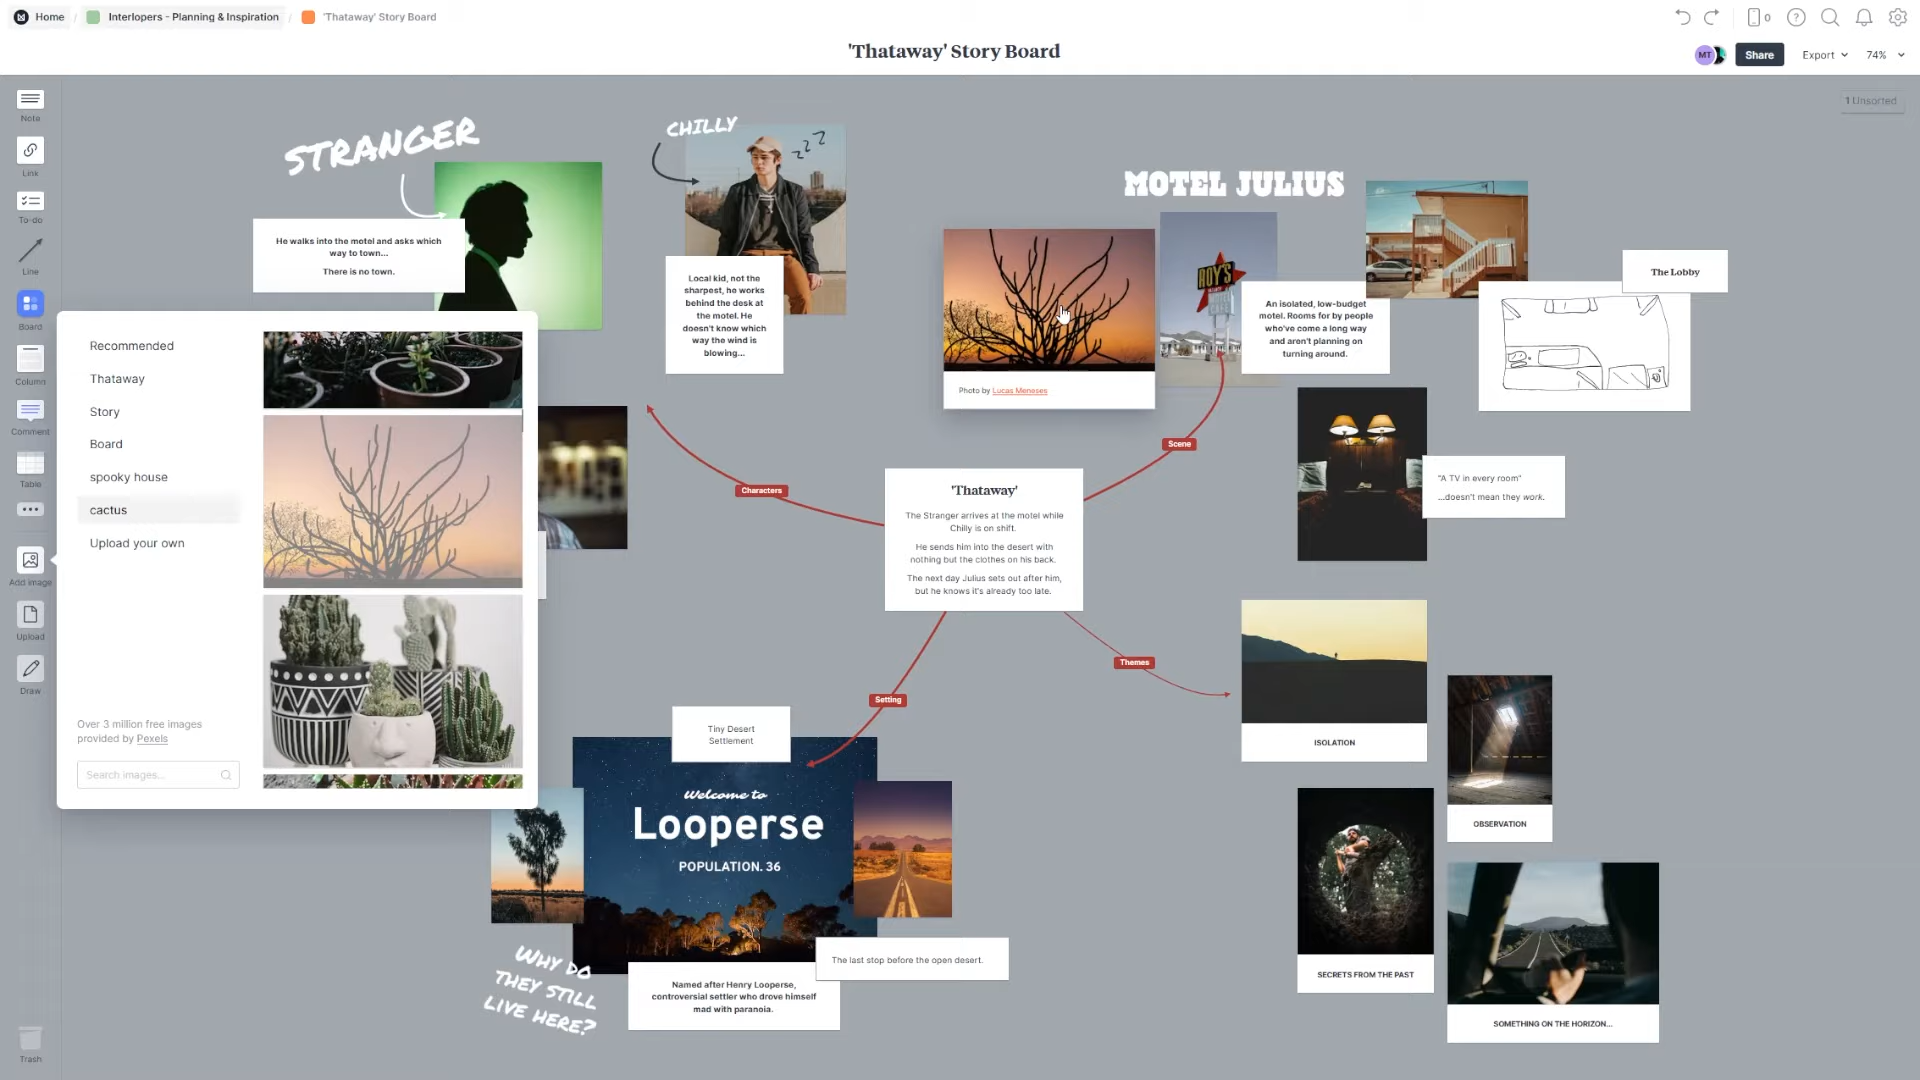 Home
Interlopers - Planning & Inspiration
'Thataway' Story Board
0
'Thataway' Story Board
MT
Share
Export
74%
1 Unsorted
Note
Link
To-do
Line
Board
Column
Comment
Table
Add image
Upload
Draw
Trash
Recommended
Thataway
Story
Board
spooky house
cactus
Upload your own
Over 3 million free images
provided by Pexels
Search images...
STRANGER
He walks into the motel and asks which
way to town...
There is no town.
CHILLY
zzz
Local kid, not the
sharpest, he works
behind the desk at
the motel. He
doesn't know which
way the wind is
blowing...
MOTEL JULIUS
Photo by Lucas Meneses
ROY'S
An isolated, low-budget
motel. Rooms for by people
who've come a long way
and aren't planning on
turning around.
The Lobby
"A TV in every room"
...doesn't mean they work.
Characters
Scene
Setting
Themes
'Thataway'
The Stranger arrives at the motel while
Chilly is on shift.
He sends him into the desert with
nothing but the clothes on his back.
The next day Julius sets out after him,
but he knows it's already too late.
Tiny Desert
Settlement
Welcome to
Looperse
POPULATION. 36
WHY DO
THEY STILL
LIVE HERE?
Named after Henry Looperse,
controversial settler who drove himself
mad with paranoia.
The last stop before the open desert.
ISOLATION
OBSERVATION
SECRETS FROM THE PAST
SOMETHING ON THE HORIZON...